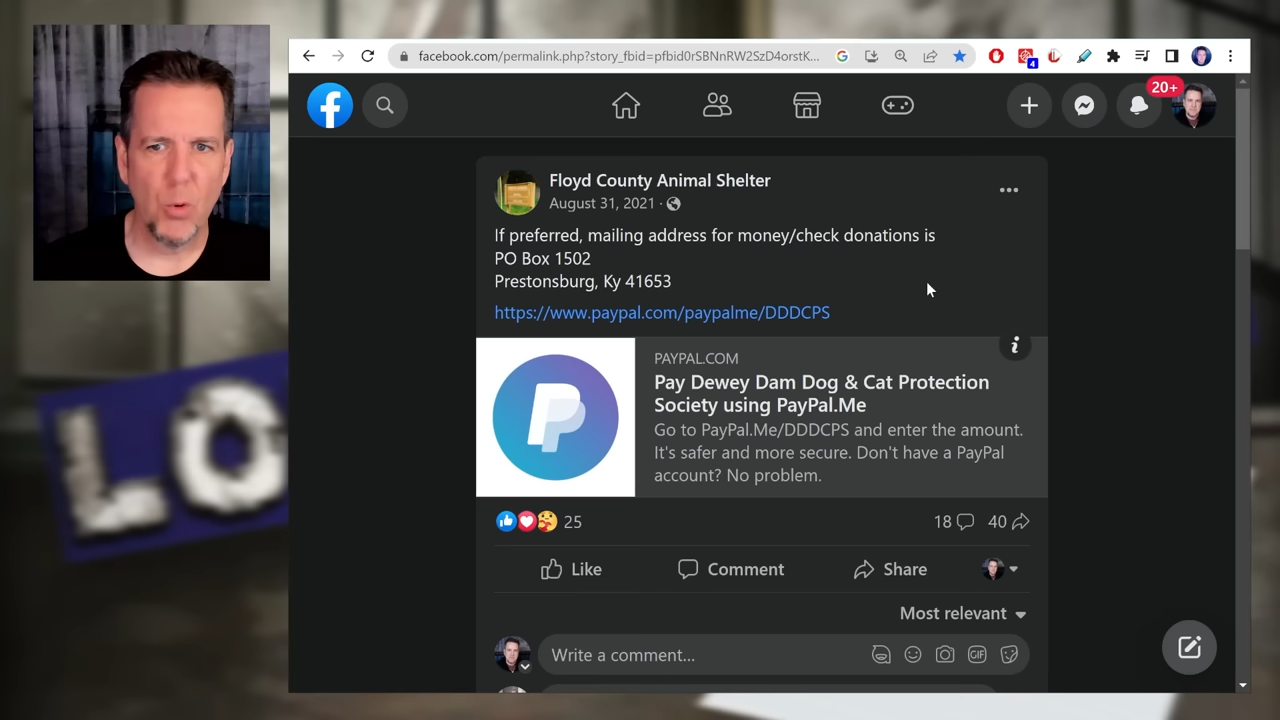 facebook.com/permalink.php?story_fbid=pfbid0rSBNnRW2SzD4orstK...
4
20+
Floyd County Animal Shelter
August 31, 2021 ·
If preferred, mailing address for money/check donations is
PO Box 1502
Prestonsburg, Ky 41653
https://www.paypal.com/paypalme/DDDCPS
PAYPAL.COM
Pay Dewey Dam Dog & Cat Protection
Society using PayPal.Me
Go to PayPal.Me/DDDCPS and enter the amount.
It's safer and more secure. Don't have a PayPal
account? No problem.
25
18
40
Like
Comment
Share
Most relevant
Write a comment...
GIF
LO